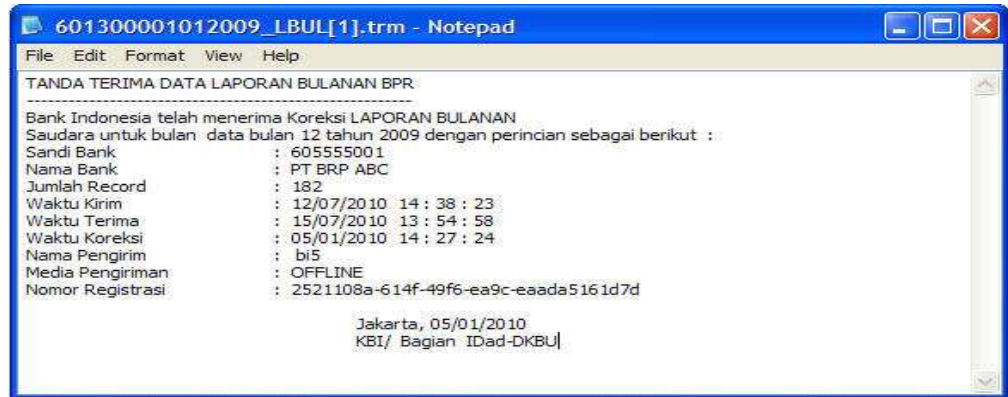 601300001012009_LBUL[1].trm - Notepad
File Edit Format View Help
TANDA TERIMA DATA LAPORAN BULANAN BPR
------------------------------------------------------------
Bank Indonesia telah menerima Koreksi LAPORAN BULANAN
Saudara untuk bulan data bulan 12 tahun 2009 dengan perincian sebagai berikut :
Sandi Bank : 605555001
Nama Bank : PT BRP ABC
Jumlah Record : 182
Waktu Kirim : 12/07/2010 14 : 38 : 23
Waktu Terima : 15/07/2010 13 : 54 : 58
Waktu Koreksi : 05/01/2010 14 : 27 : 24
Nama Pengirim : bi5
Media Pengiriman : OFFLINE
Nomor Registrasi : 2521108a-614f-49f6-ea9c-eaada5161d7d
Jakarta, 05/01/2010
KBI/ Bagian IDad-DKBU